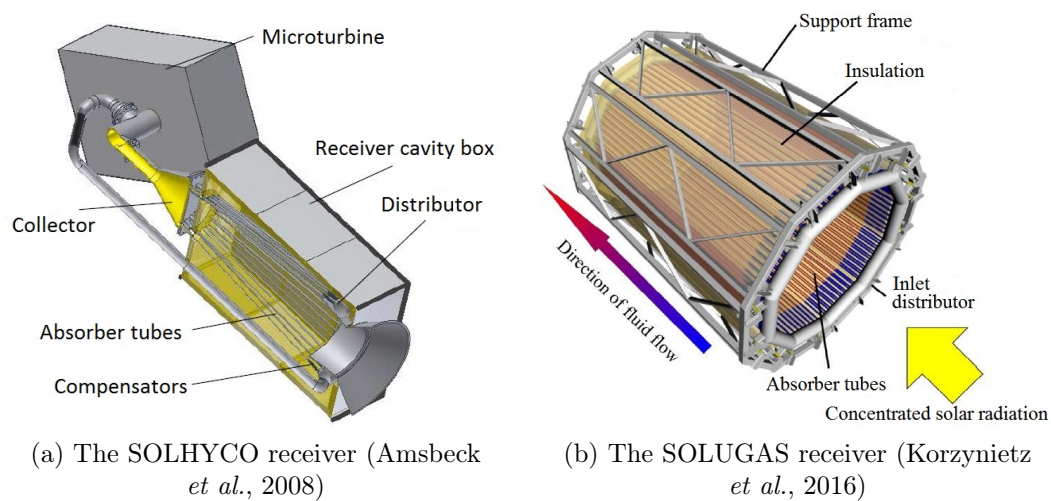 Microturbine
Receiver cavity box
Collector
Distributor
Absorber tubes
Compensators
(a) The SOLHYCO receiver (Amsbeck
et al., 2008)
Support frame
Insulation
Direction of fluid flow
Inlet
distributor
Absorber tubes
Concentrated solar radiation
(b) The SOLUGAS receiver (Korzynietz
et al., 2016)